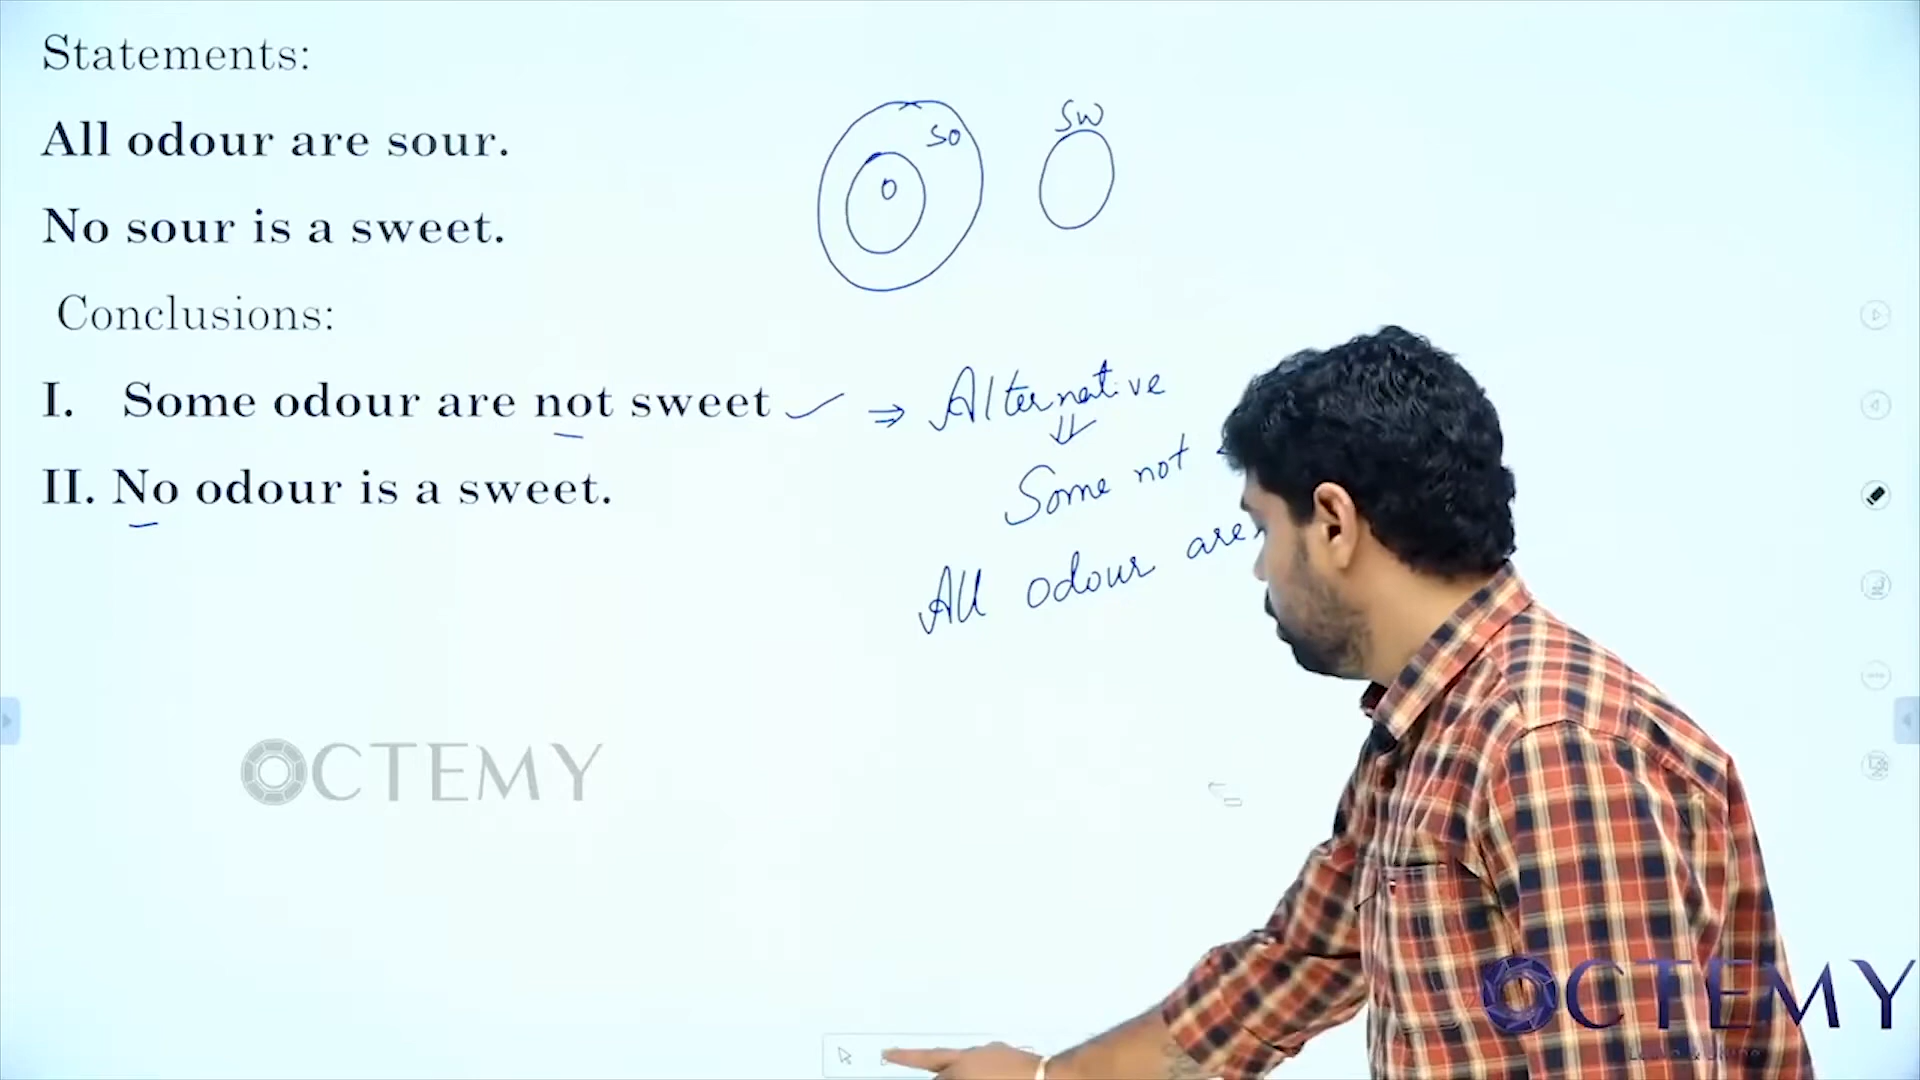 Statements:
All odour are sour.
No sour is a sweet.
Conclusions:
I. Some odour are not sweet
II. No odour is a sweet.
so
o
sw
⇒ Alternative
⇓
Some not
All odour are
OCTEMY
OCTEMY